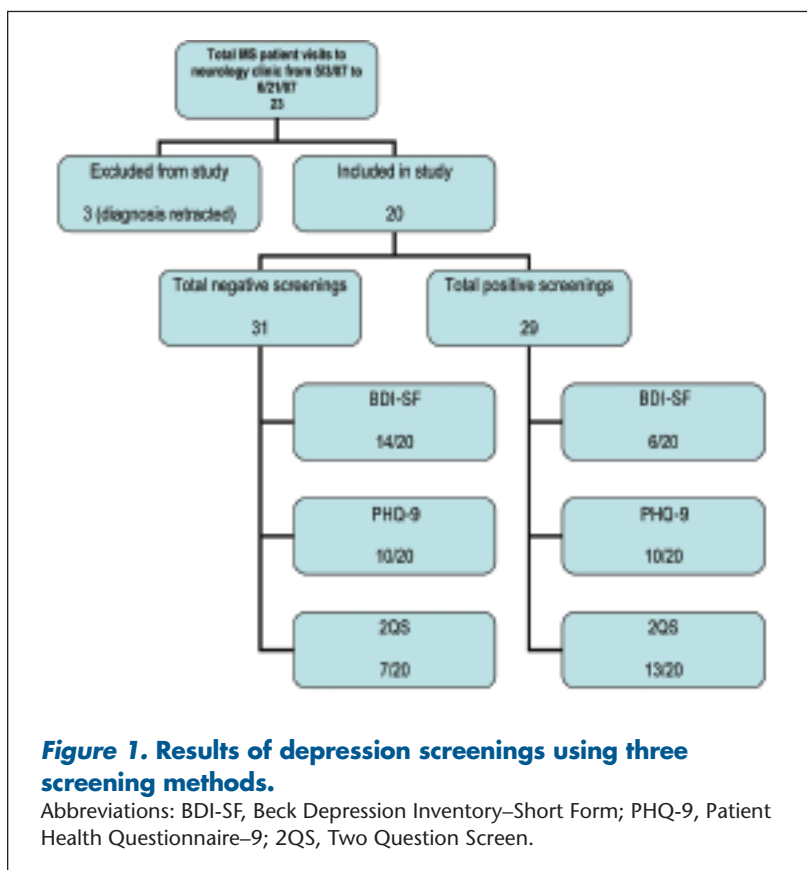 Total MS patient visits to
neurology clinic from 5/3/07 to
6/21/07
23
Excluded from study
3 (diagnosis retracted)
Included in study
20
Total negative screenings
31
Total positive screenings
29
BDI-SF
14/20
BDI-SF
6/20
PHQ-9
10/20
PHQ-9
10/20
2QS
7/20
2QS
13/20
Figure 1. Results of depression screenings using three
screening methods.
Abbreviations: BDI-SF, Beck Depression Inventory–Short Form; PHQ-9, Patient
Health Questionnaire–9; 2QS, Two Question Screen.